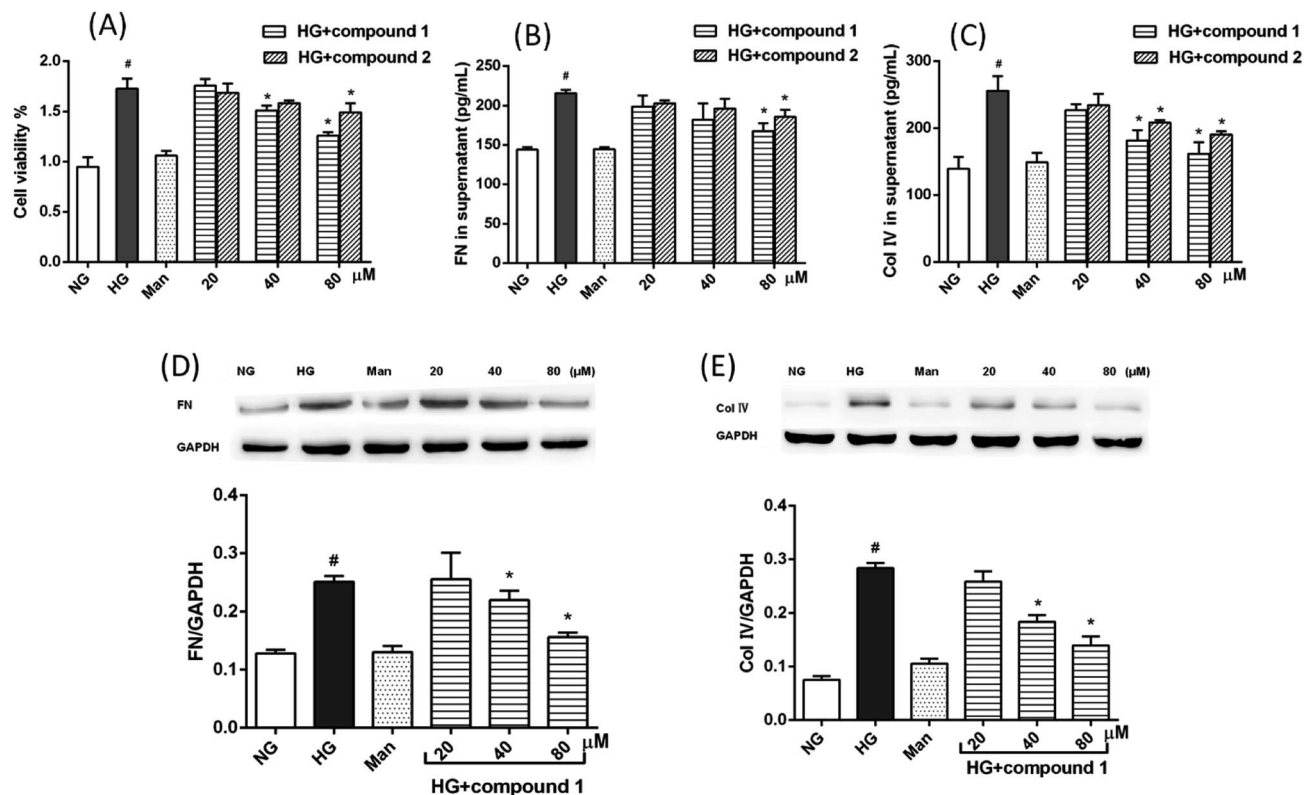 (A)
HG+compound 1
HG+compound 2
Cell viability %
2.0
1.5
1.0
0.5
0.0
#
*
*
*
NG
HG
Man
20
40
80
μM
(B)
HG+compound 1
HG+compound 2
FN in supernatant (pg/mL)
250
200
150
100
50
0
#
*
*
NG
HG
Man
20
40
80
μM
(C)
HG+compound 1
HG+compound 2
Col IV in supernatant (pg/mL)
300
200
100
0
#
*
*
*
*
NG
HG
Man
20
40
80
μM
(D)
NG HG Man 20 40 80 (μM)
FN
GAPDH
FN/GAPDH
0.4
0.3
0.2
0.1
0.0
#
*
*
NG
HG
Man
20
40
80
μM
HG+compound 1
(E)
NG HG Man 20 40 80 (μM)
Col IV
GAPDH
Col IV/GAPDH
0.4
0.3
0.2
0.1
0.0
#
*
*
NG
HG
Man
20
40
80
μM
HG+compound 1